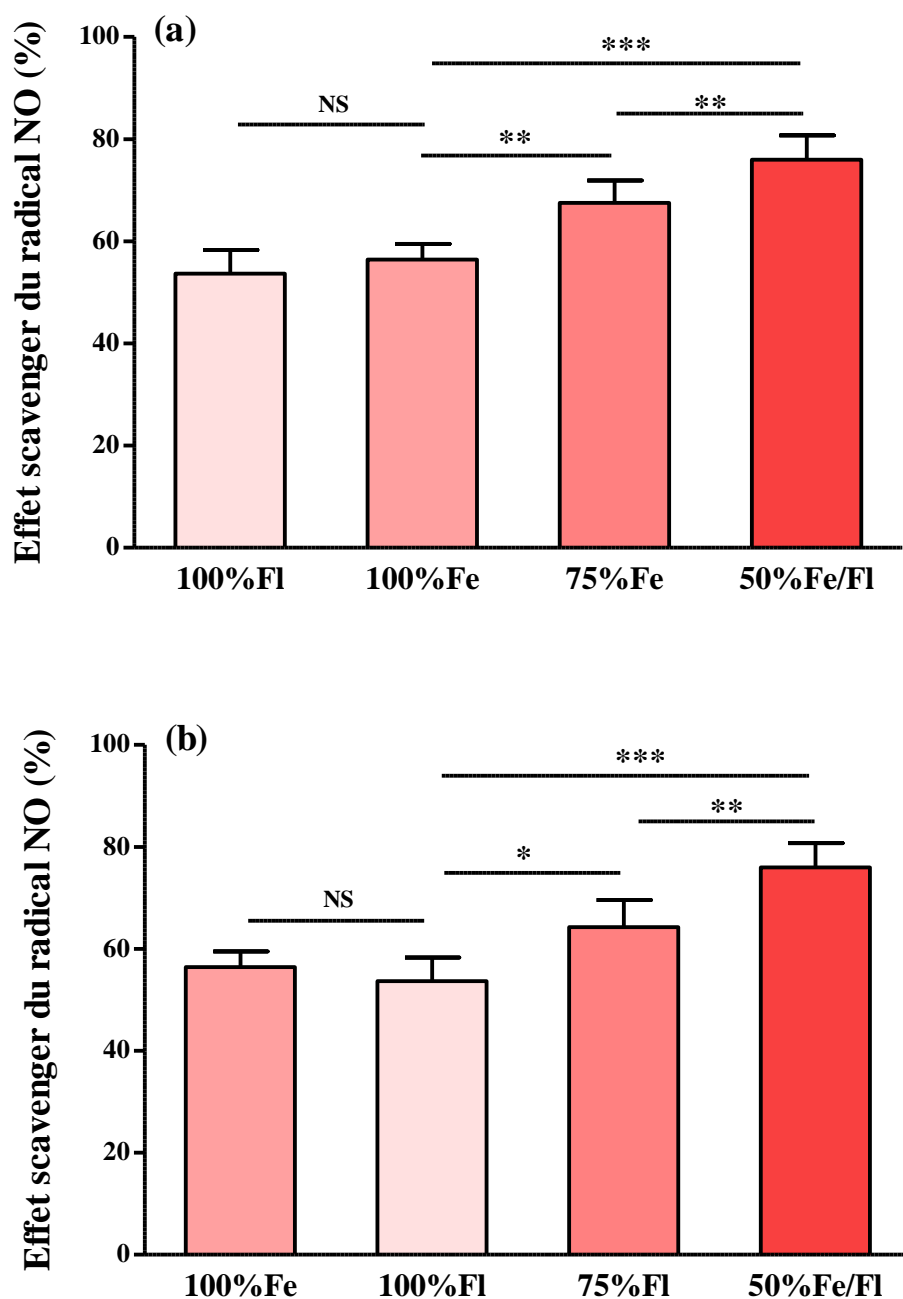 (a)
Effet scavenger du radical NO (%)
100
80
60
40
20
0
***
NS
**
**
100%Fl
100%Fe
75%Fe
50%Fe/Fl
(b)
Effet scavenger du radical NO (%)
100
80
60
40
20
0
***
**
*
NS
100%Fe
100%Fl
75%Fl
50%Fe/Fl